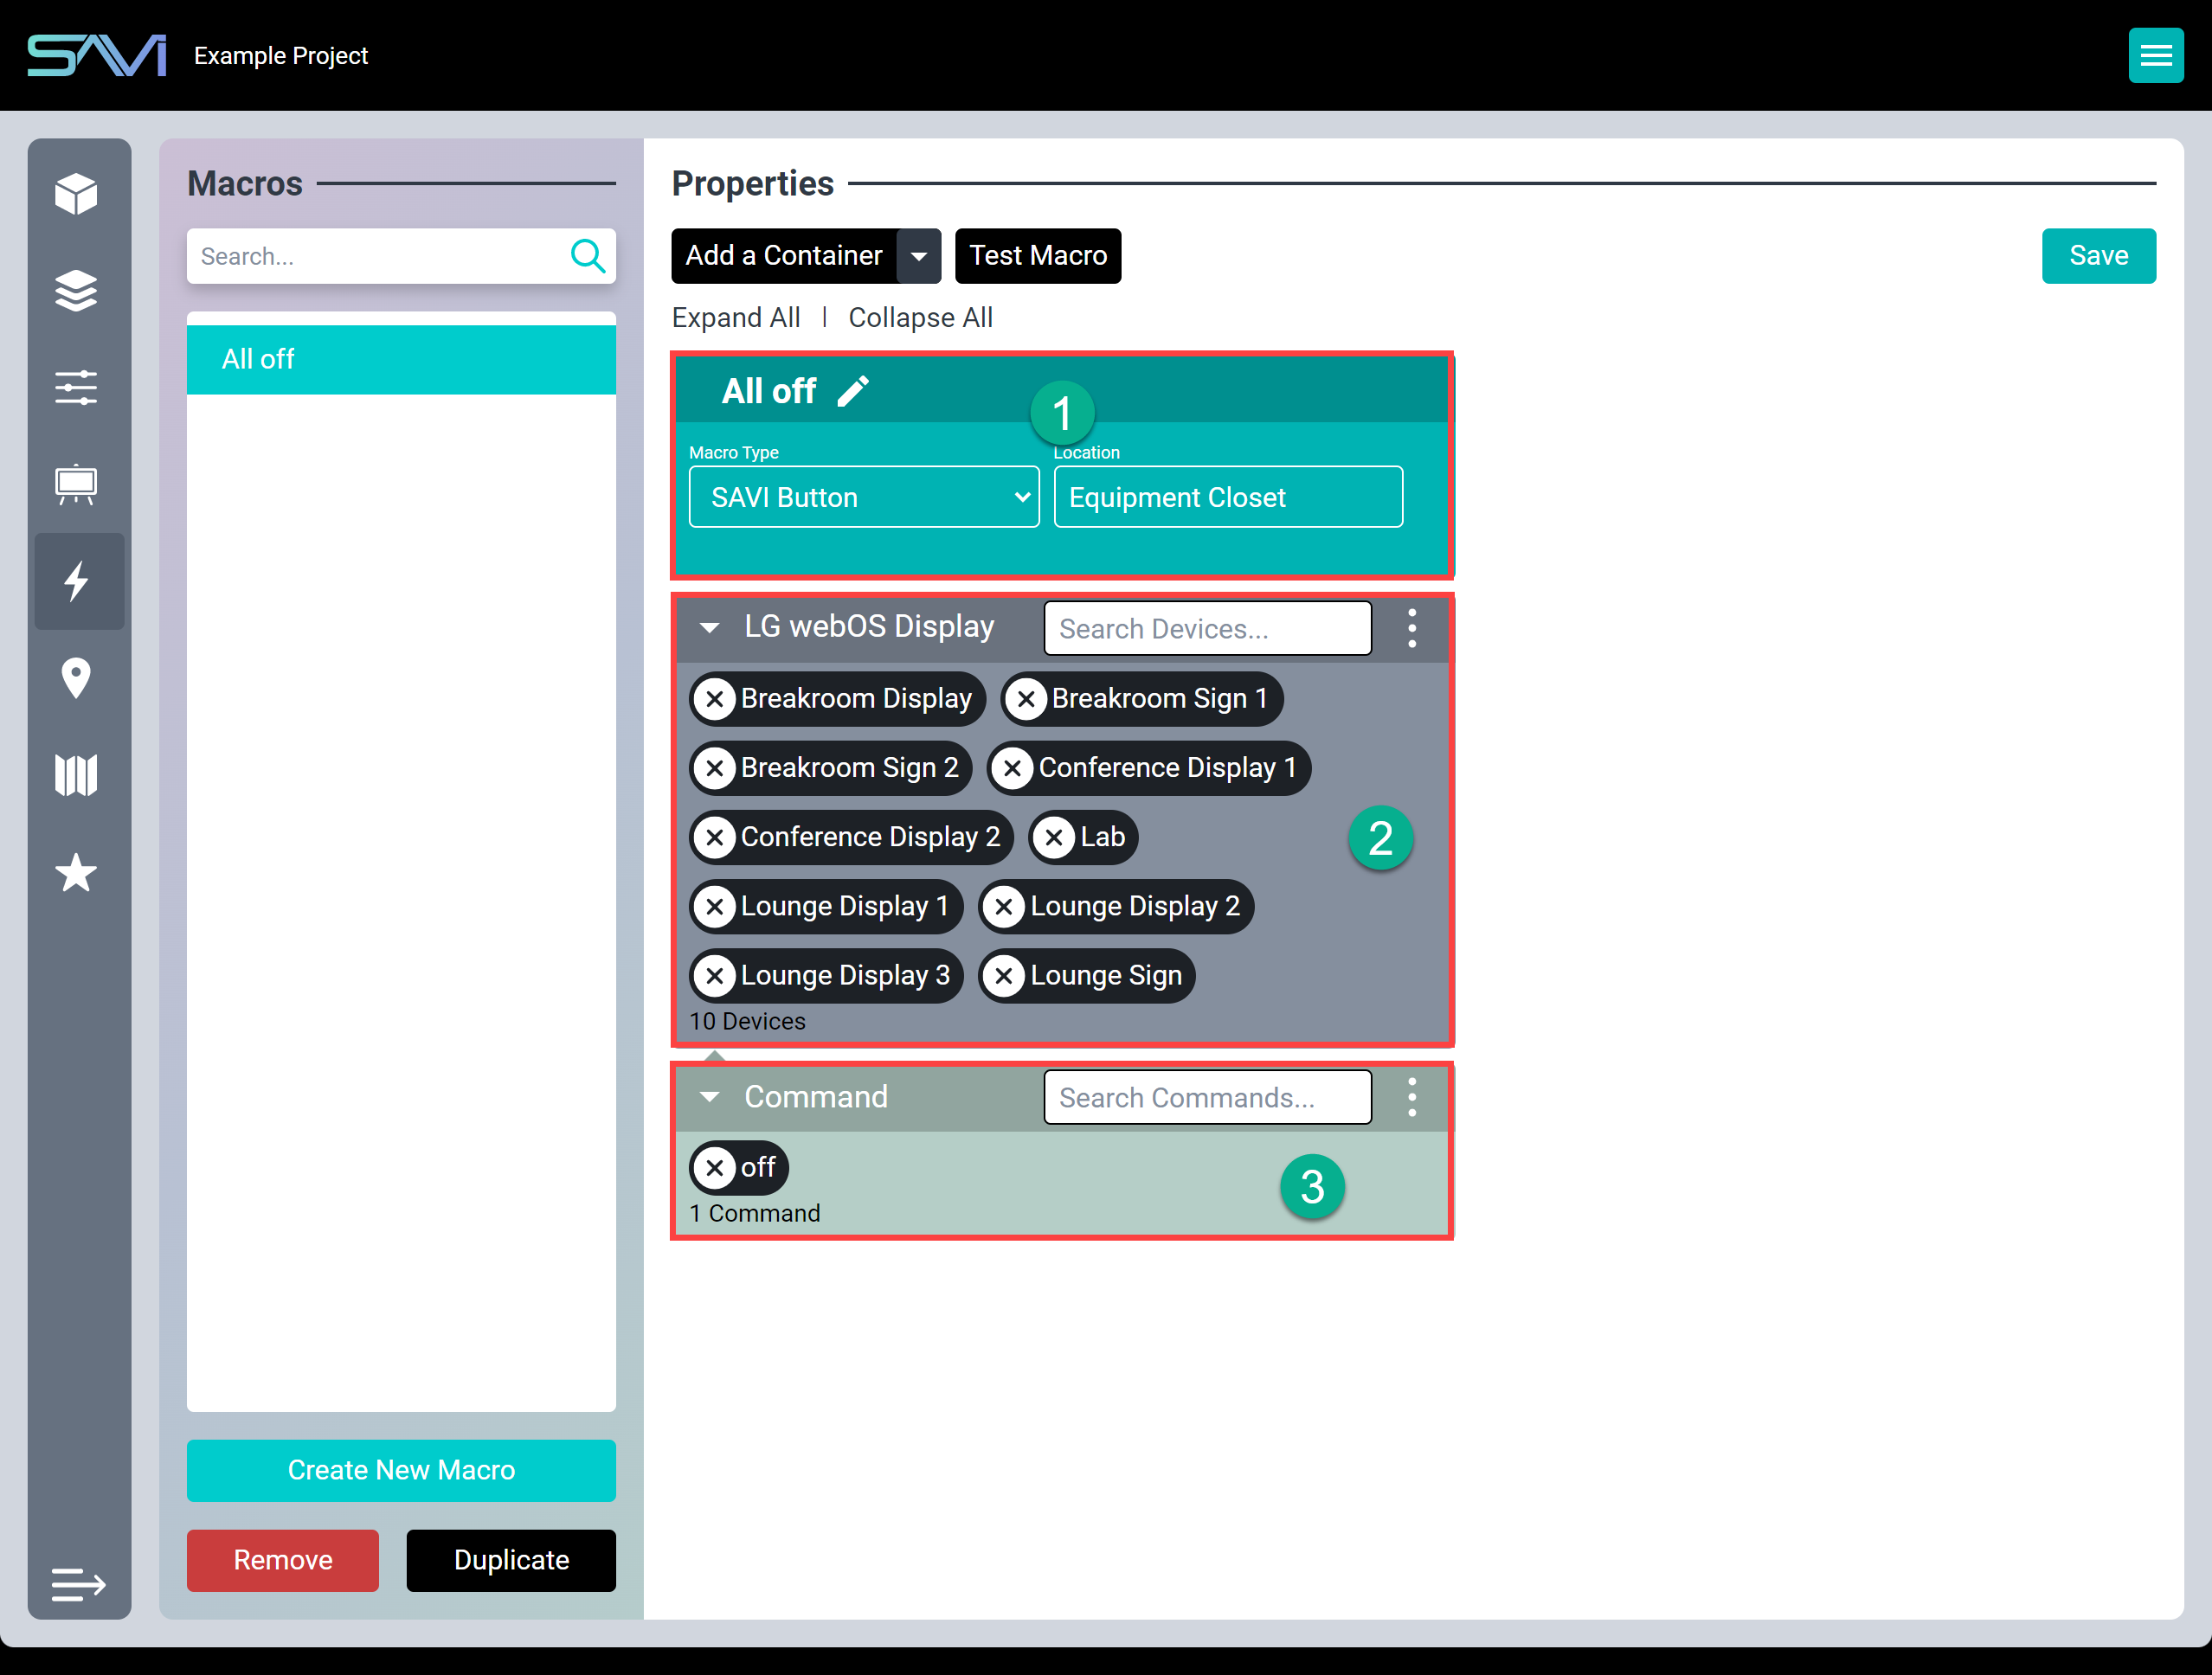 SAVI
Example Project
Macros
Search...
All off
Create New Macro
Remove
Duplicate
Properties
Add a Container
Test Macro
Save
Expand All | Collapse All
All off
1
Macro Type
Location
SAVI Button
Equipment Closet
LG webOS Display
Search Devices...
Breakroom Display
Breakroom Sign 1
Breakroom Sign 2
Conference Display 1
Conference Display 2
Lab
2
Lounge Display 1
Lounge Display 2
Lounge Display 3
Lounge Sign
10 Devices
Command
Search Commands...
off
3
1 Command